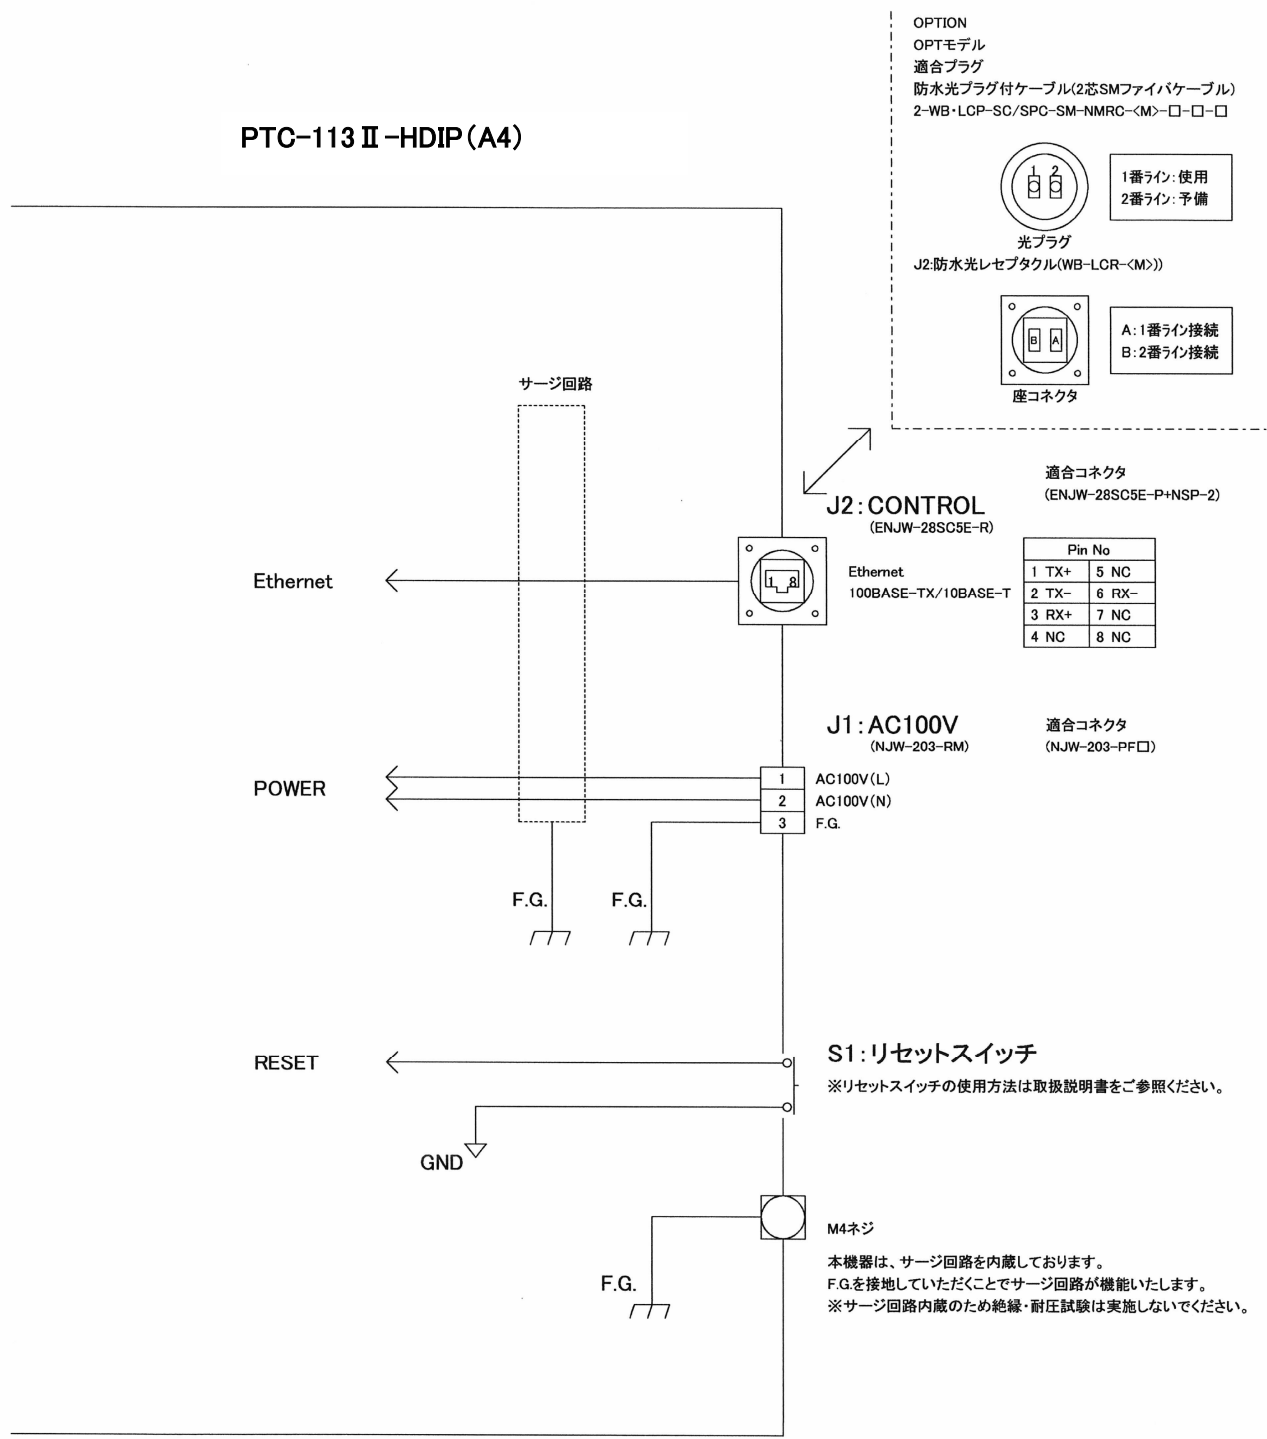 OPTION
OPTモデル
適合プラグ
防水光プラグ付ケーブル(2芯SMファイバケーブル)
2-WB・LCP-SC/SPC-SM-NMRC-<M>-□-□-□
PTC-113Ⅱ-HDIP(A4)
1 2
1番ライン:使用
2番ライン:予備
光プラグ
J2:防水光レセプタクル(WB-LCR-<M>))
B A
A:1番ライン接続
B:2番ライン接続
座コネクタ
サージ回路
適合コネクタ
(ENJW-28SC5E-P+NSP-2)
J2:CONTROL
(ENJW-28SC5E-R)
Ethernet
1 8
Ethernet
100BASE-TX/10BASE-T
Pin No
1 TX+ 5 NC
2 TX- 6 RX-
3 RX+ 7 NC
4 NC 8 NC
J1:AC100V
(NJW-203-RM)
適合コネクタ
(NJW-203-PF□)
POWER
1 AC100V(L)
2 AC100V(N)
3 F.G.
F.G. F.G.
RESET
S1:リセットスイッチ
※リセットスイッチの使用方法は取扱説明書をご参照ください。
GND
M4ネジ
F.G.
本機器は、サージ回路を内蔵しております。
F.G.を接地していただくことでサージ回路が機能いたします。
※サージ回路内蔵のため絶縁・耐圧試験は実施しないでください。